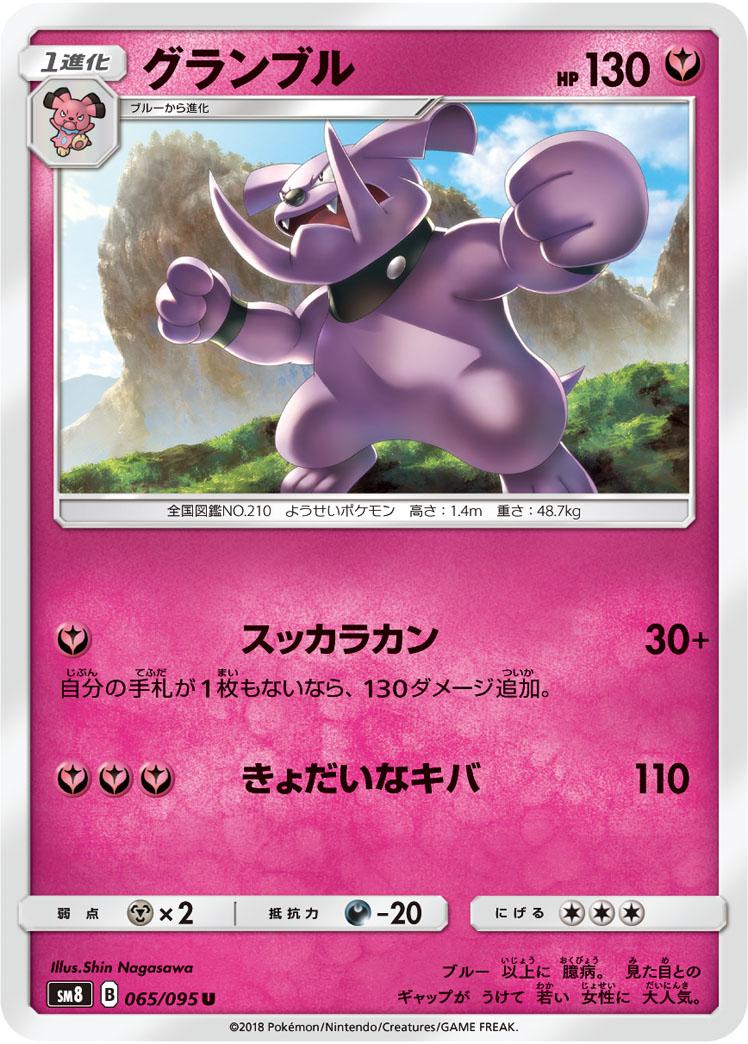 1進化
グランブル
HP 130
ブルーから進化
全国図鑑NO.210 ようせいポケモン 高さ：1.4m 重さ：48.7kg
スッカラカン 30+
自分の手札が1枚もないなら、130ダメージ追加。
きょだいなキバ 110
弱点 ×2 抵抗力 -20 にげる
Illus.Shin Nagasawa
SM8 B 065/095 U
ブルー 以上に 臆病。 見た目との
ギャップが うけて 若い 女性に 大人気。
©2018 Pokémon/Nintendo/Creatures/GAME FREAK.